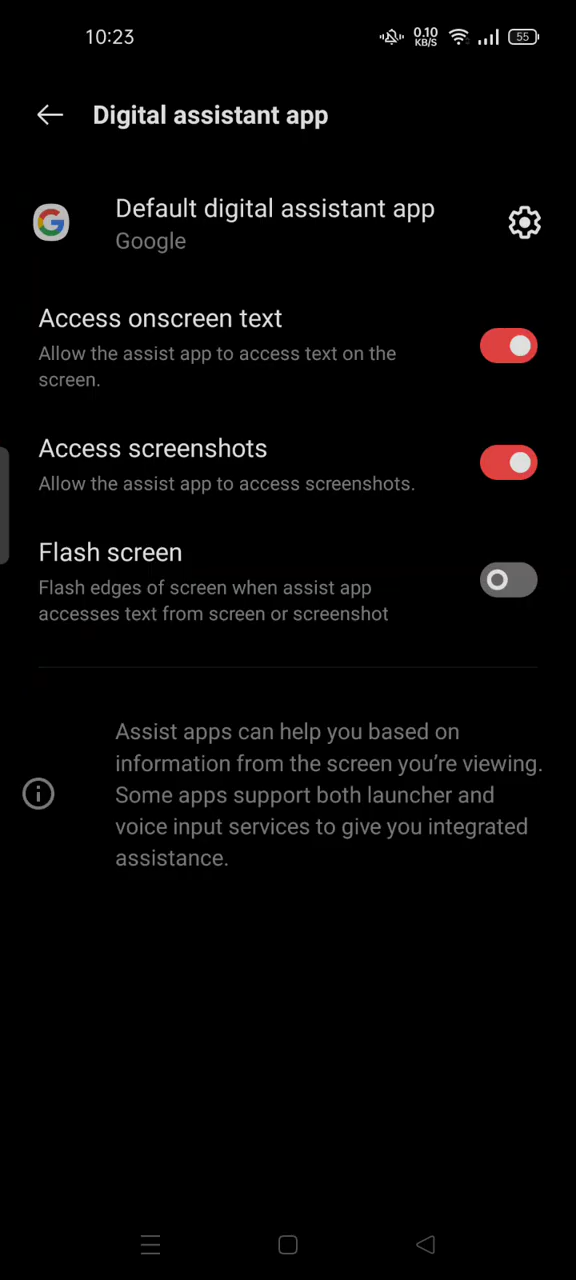 10:23
0.10
KB/S
55
Digital assistant app
Default digital assistant app
Google
Access onscreen text
Allow the assist app to access text on the
screen.
Access screenshots
Allow the assist app to access screenshots.
Flash screen
Flash edges of screen when assist app
accesses text from screen or screenshot
Assist apps can help you based on
information from the screen you’re viewing.
Some apps support both launcher and
voice input services to give you integrated
assistance.